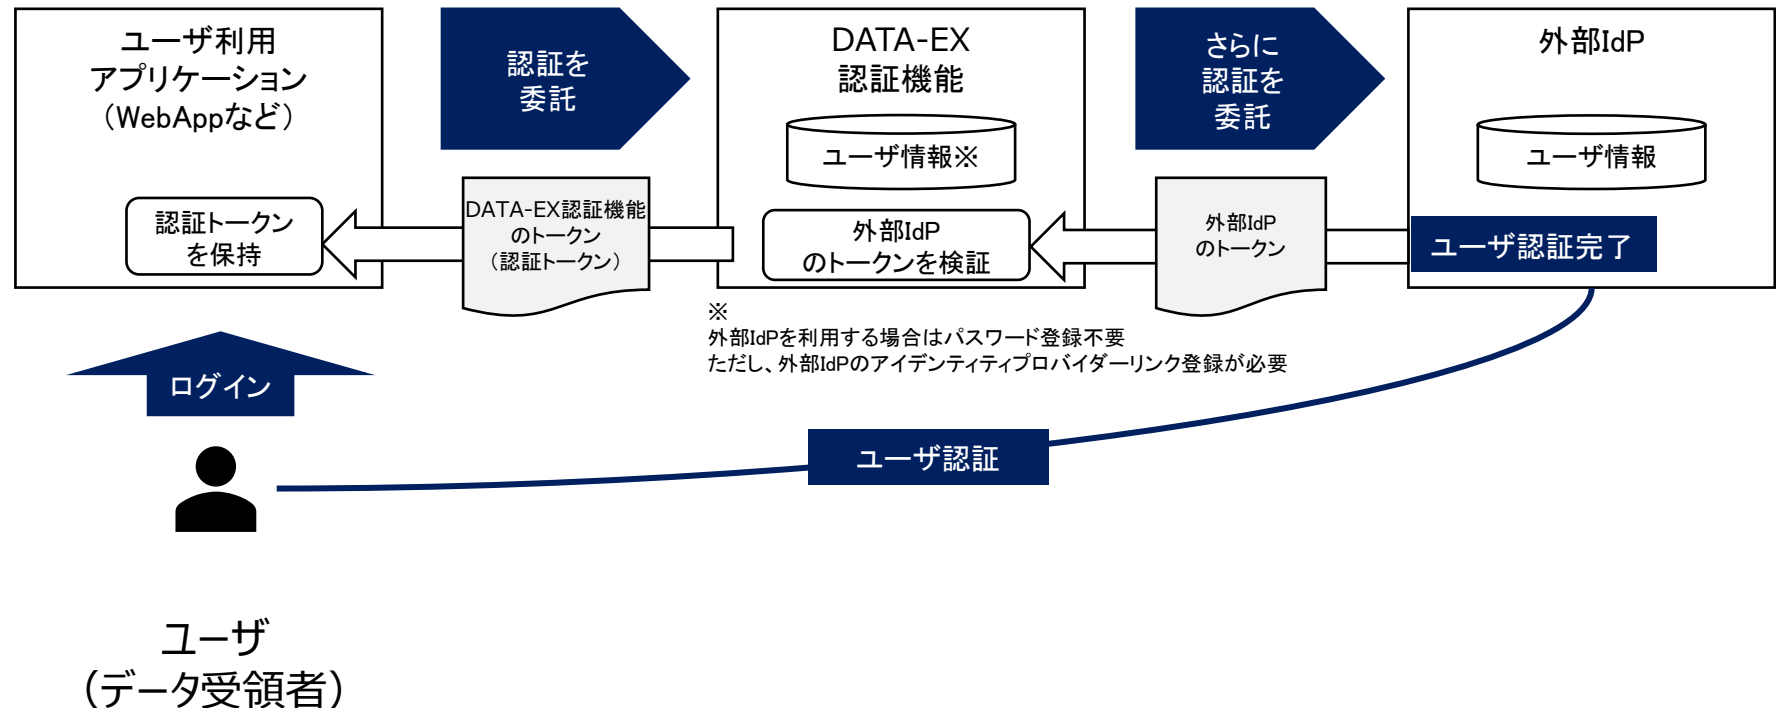 ユーザ利用
アプリケーション
（WebAppなど）
認証トークン
を保持
認証を
委託
DATA-EX認証機能
のトークン
（認証トークン）
DATA-EX
認証機能
ユーザ情報※
外部IdP
のトークンを検証
さらに
認証を
委託
外部IdP
のトークン
外部IdP
ユーザ情報
ユーザ認証完了
※
外部IdPを利用する場合はパスワード登録不要
ただし、外部IdPのアイデンティティプロバイダーリンク登録が必要
ログイン
ユーザ認証
ユーザ
（データ受領者）